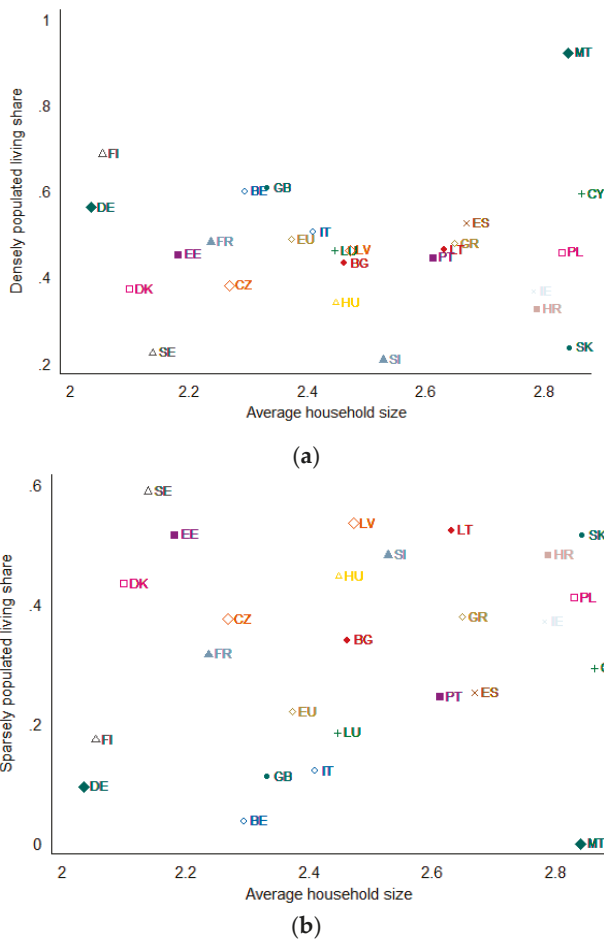 1
MT
.8
FI
.6
BE
GB
CY
DE
ES
FR
EU
IT
GR
EE
LU
LV
LT
PL
BG
PT
.4
DK
CZ
HU
IE
HR
SE
SI
SK
.2
2
2.2
2.4
2.6
2.8
Densely populated living share
Average household size
(a)
.6
SE
LV
LT
EE
SK
SI
HR
HU
DK
PL
.4
CZ
GR
IE
BG
FR
C
PT
ES
EU
.2
LU
FI
IT
GB
DE
BE
0
MT
2
2.2
2.4
2.6
2.8
Sparsely populated living share
Average household size
(b)